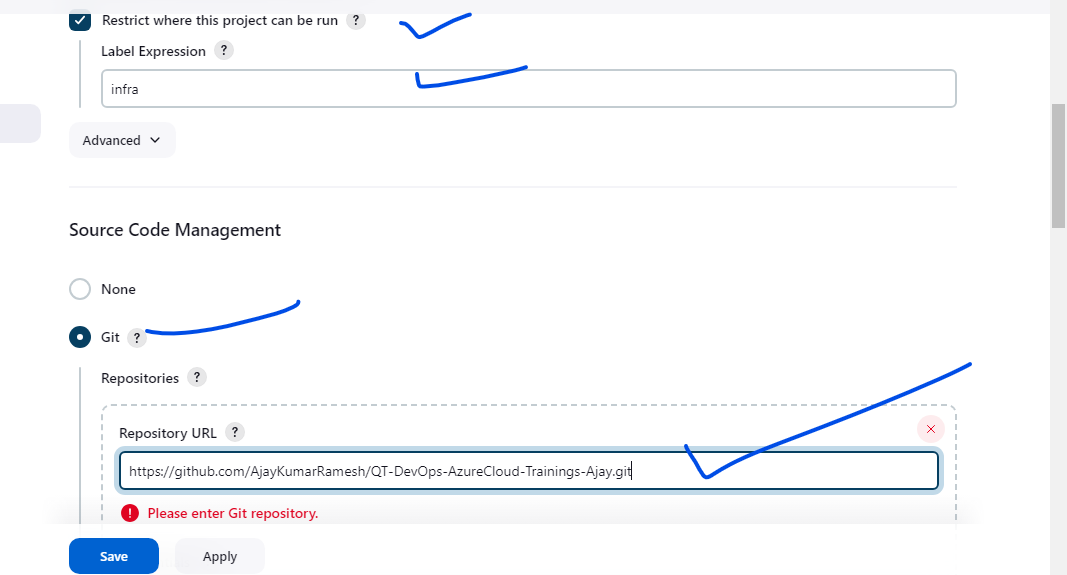 Restrict where this project can be run ?
Label Expression ?
infra
Advanced
Source Code Management
None
Git ?
Repositories ?
Repository URL ?
https://github.com/AjayKumarRamesh/QT-DevOps-AzureCloud-Trainings-Ajay.git
! Please enter Git repository.
Save Apply